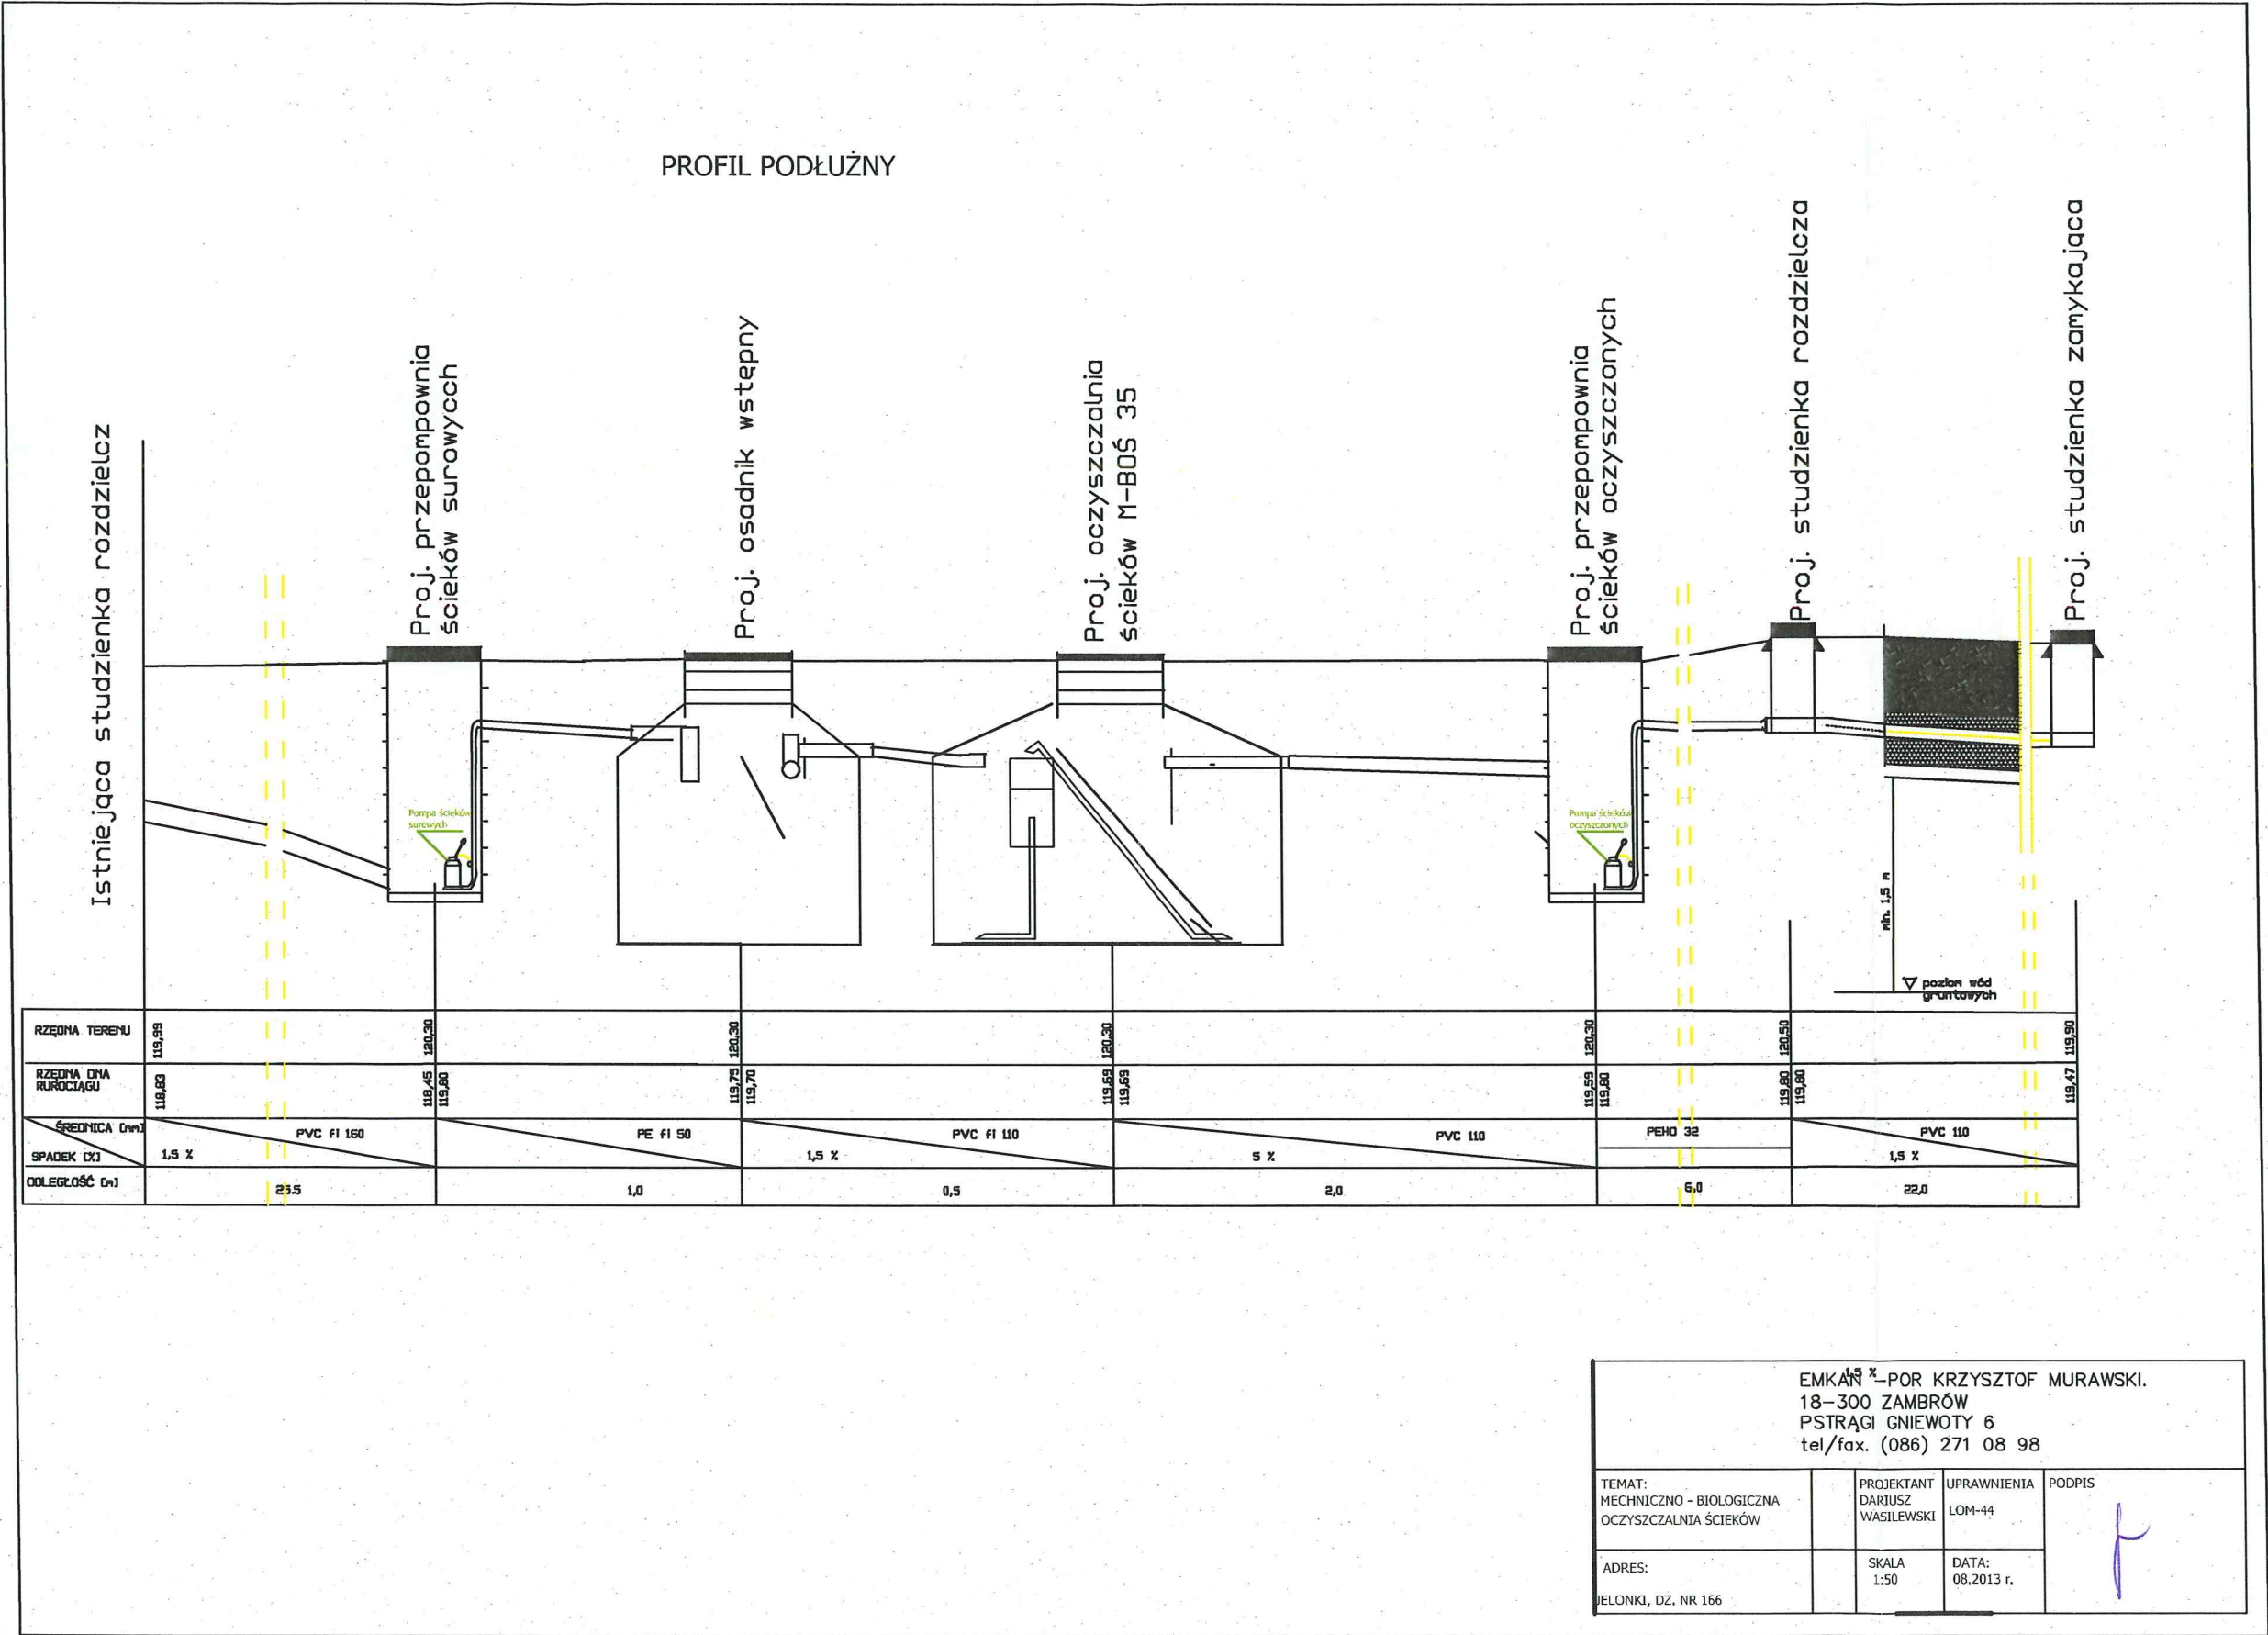 PROFIL PODŁUŻNY
Istniejąca studzienka rozdzielcz
Proj. przepompownia
ścieków surowych
Proj. osadnik wstępny
Proj. oczyszczalnia
ścieków M-BOŚ 35
Proj. przepompownia
ścieków oczyszczonych
Proj. studzienka rozdzielcza
Proj. studzienka zamykająca
Pompa ścieków
surowych
Pompa ścieków
oczyszczonych
min. 1,5 m
poziom wód
gruntowych
RZĘDNA TERENU 119,99 120,30 120,30 120,30 120,30 120,50 119,90
RZĘDNA DNA
RUROCIĄGU
118,83 118,45 119,80 119,75 119,70 119,69 119,69 119,59 119,80 119,80 119,80 119,47
ŚREDNICA [mm] PVC fi 160 PE fi 50 PVC fi 110 PVC 110 PEHD 32 PVC 110
SPADEK [%] 1,5 % 1,5 % 5 % 1,5 %
ODLEGŁOŚĆ [m] 1,0 0,5 2,0 6,0 22,0
1,5 %
EMKAN -POR KRZYSZTOF MURAWSKI.
18-300 ZAMBRÓW
PSTRĄGI GNIEWOTY 6
tel/fax. (086) 271 08 98
TEMAT:
MECHNICZNO - BIOLOGICZNA
OCZYSZCZALNIA ŚCIEKÓW
PROJEKTANT
DARIUSZ
WASILEWSKI
UPRAWNIENIA
LOM-44
PODPIS
ADRES:
JELONKI, DZ. NR 166
SKALA
1:50
DATA:
08.2013 r.